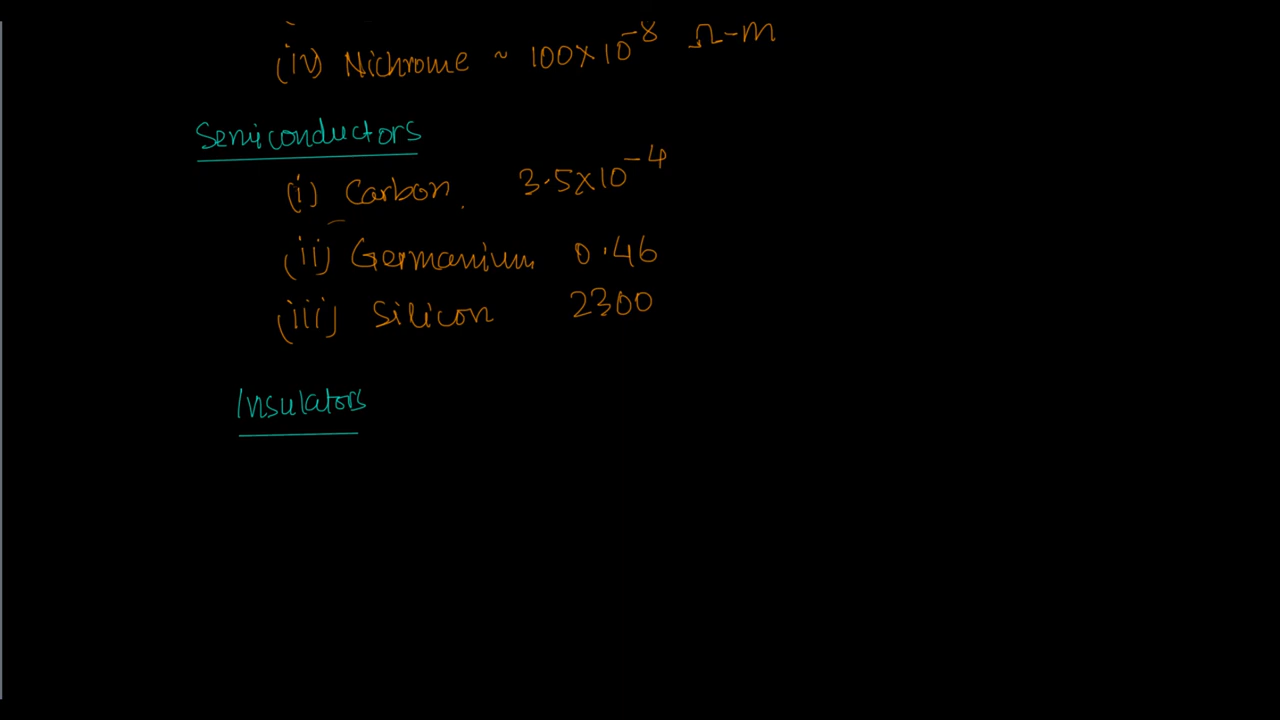 (iv) Nichrome ~ 100×10⁻⁸ Ω-m
Semiconductors
(i) Carbon. 3.5×10⁻⁴
(ii) Germanium 0.46
(iii) Silicon 2300
Insulators